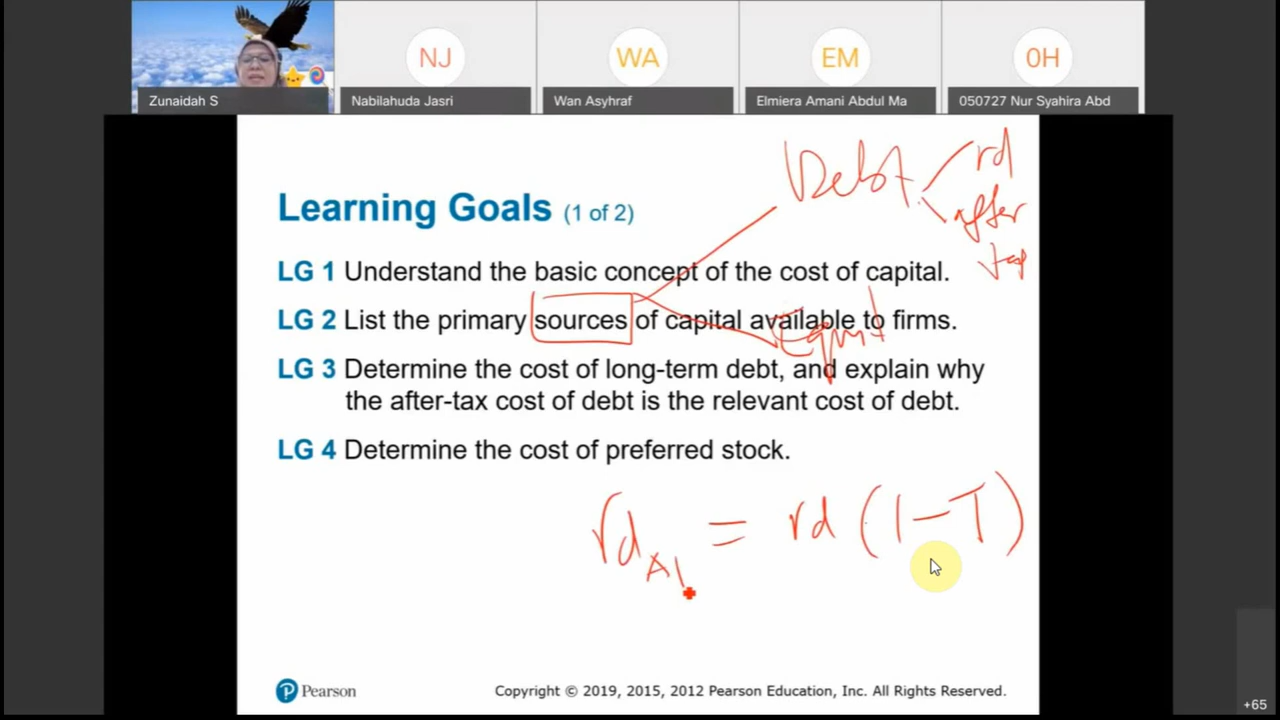 NJ
WA
EM
0H
Zunaidah S
Nabilahuda Jasri
Wan Asyhraf
Elmiera Amani Abdul Ma
050727 Nur Syahira Abd
Debt
rd
after
tax
Learning Goals (1 of 2)
LG 1 Understand the basic concept of the cost of capital.
LG 2 List the primary sources of capital available to firms.
Equit
LG 3 Determine the cost of long-term debt, and explain why
the after-tax cost of debt is the relevant cost of debt.
LG 4 Determine the cost of preferred stock.
rd A = rd (1-T)
Pearson
Copyright © 2019, 2015, 2012 Pearson Education, Inc. All Rights Reserved.
+65